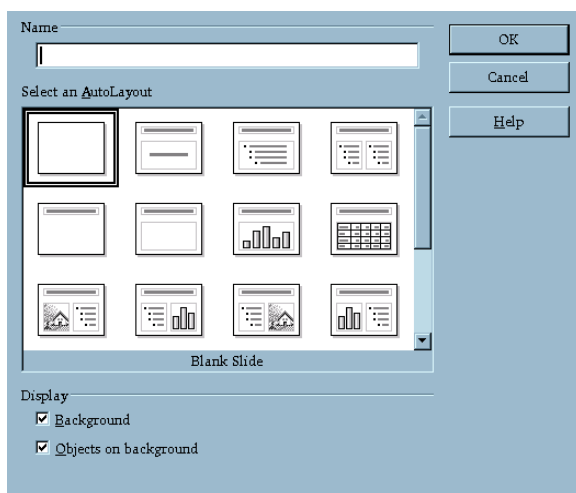 Name
OK
Cancel
Select an AutoLayout
Help
Blank Slide
Display
Background
Objects on background